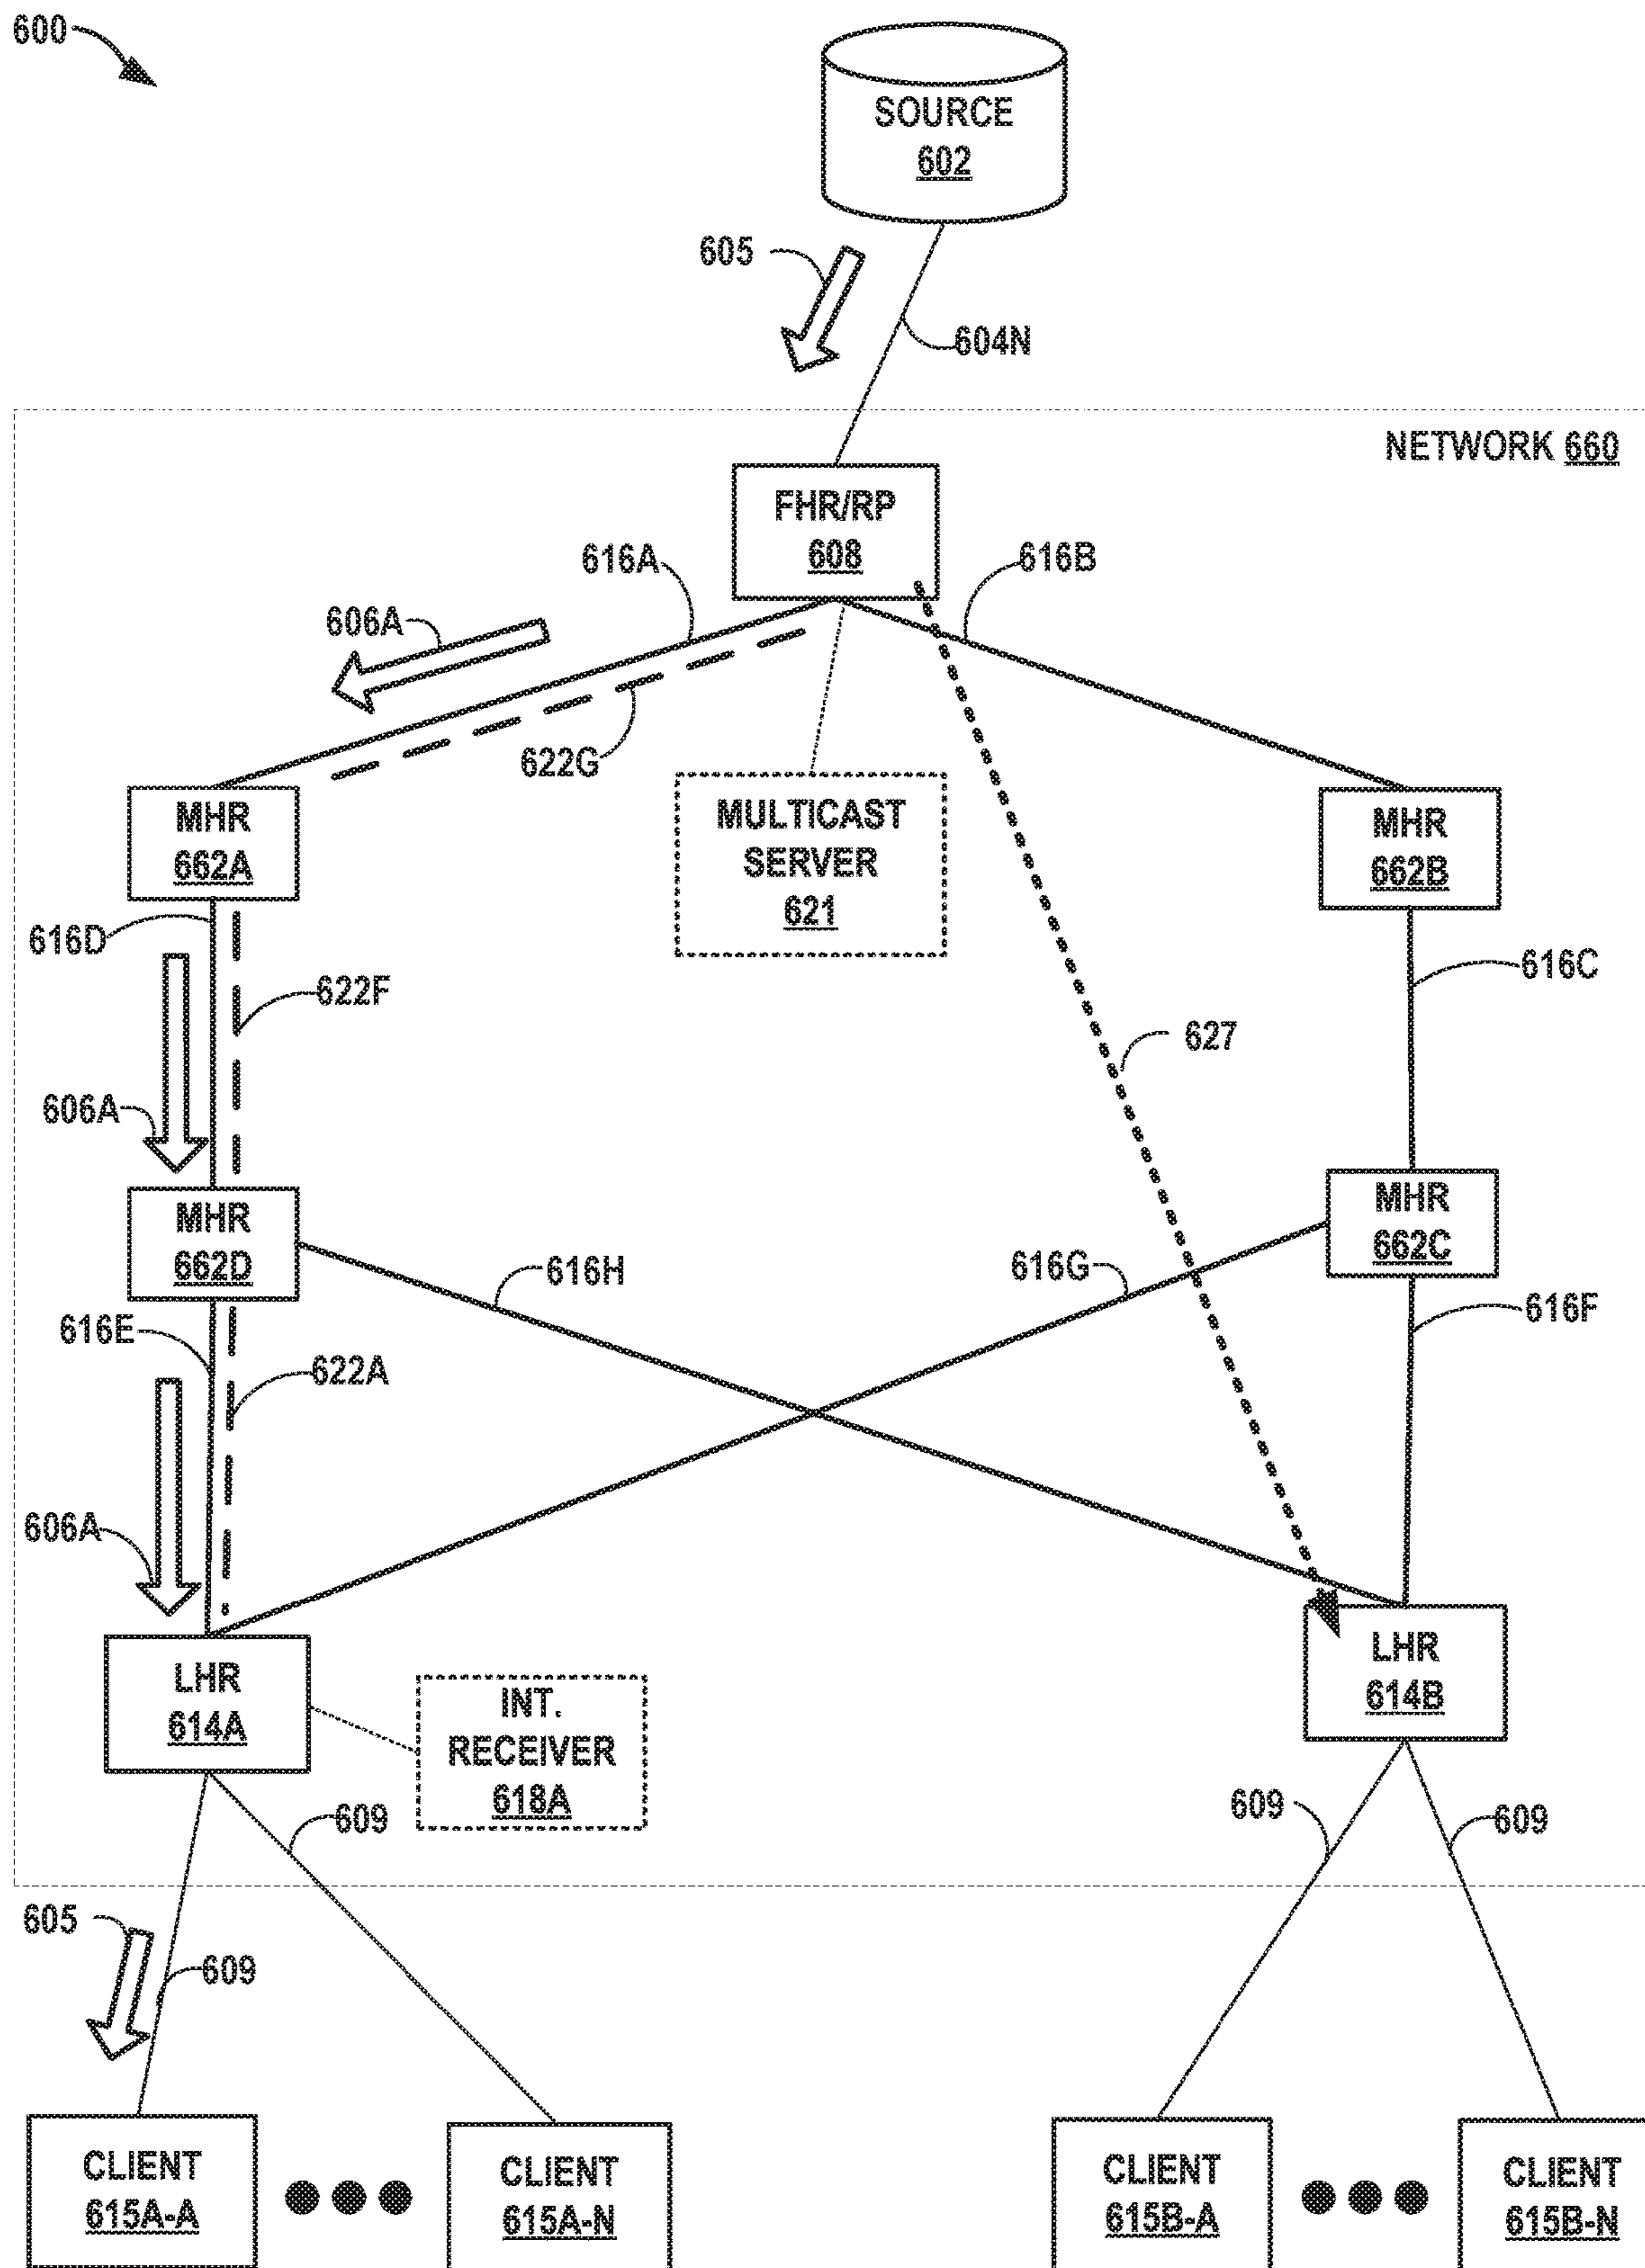 600
SOURCE
602
605
604N
NETWORK 660
FHR/RP
608
616A
616B
606A
622G
MHR
662A
MULTICAST
SERVER
621
MHR
662B
616D
622F
616C
627
606A
MHR
662D
MHR
662C
616H
616G
616F
616E
622A
606A
LHR
614A
INT.
RECEIVER
618A
LHR
614B
609
609
609
605
609
CLIENT
615A-A
CLIENT
615A-N
CLIENT
615B-A
CLIENT
615B-N